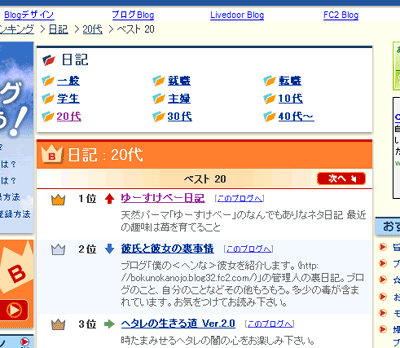 Blogデザイン ブログBlog Livedoor Blog FC2 Blog
ンキング > 日記 > 20代 > ベスト 20
日記
一般 就職 転職
学生 主婦 10代
20代 30代 40代～
日記 : 20代
ベスト 20 次へ
1位 ゆーすけべー日記 [このブログへ]
天然パーマ「ゆーすけべー」のなんでもありなネタ日記 最近
の趣味は苔を育てること
2位 彼氏と彼女の裏事情 [このブログへ]
ブログ「僕の<ヘンな>彼女を紹介します。(http:
//bokunokanojo.blog32.fc2.com/)」の管理人の裏日記。ブロ
グのこと、自分のことなどその他もろもろ。多少の毒が含ま
れています。お気をつけてお読み下さい。
3位 ヘタレの生きる道 Ver.2.0 [このブログへ]
時たまみせるヘタレの闇の心をお楽しみ下さい。
ログ
う!
は?
は?
方法
登録方法
B
ン
おす